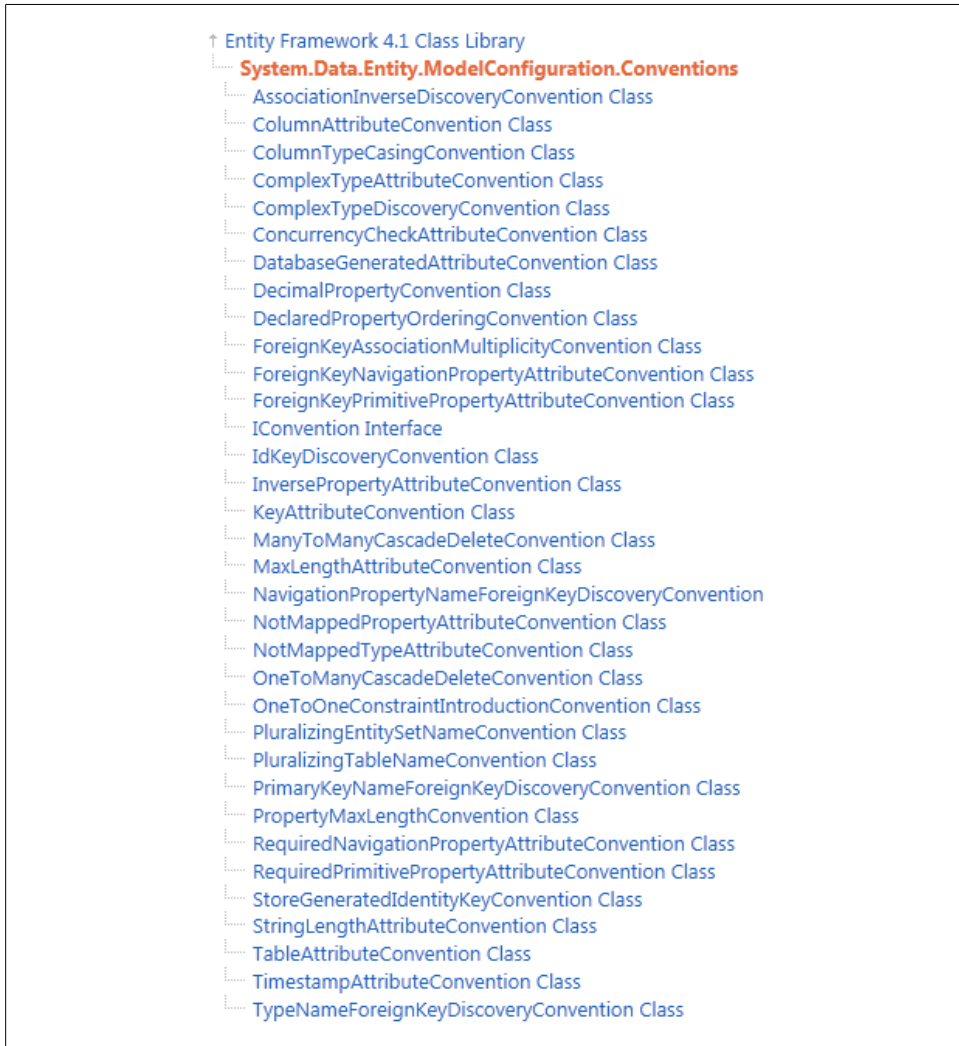 ↑ Entity Framework 4.1 Class Library
System.Data.Entity.ModelConfiguration.Conventions
AssociationInverseDiscoveryConvention Class
ColumnAttributeConvention Class
ColumnTypeCasingConvention Class
ComplexTypeAttributeConvention Class
ComplexTypeDiscoveryConvention Class
ConcurrencyCheckAttributeConvention Class
DatabaseGeneratedAttributeConvention Class
DecimalPropertyConvention Class
DeclaredPropertyOrderingConvention Class
ForeignKeyAssociationMultiplicityConvention Class
ForeignKeyNavigationPropertyAttributeConvention Class
ForeignKeyPrimitivePropertyAttributeConvention Class
IConvention Interface
IdKeyDiscoveryConvention Class
InversePropertyAttributeConvention Class
KeyAttributeConvention Class
ManyToManyCascadeDeleteConvention Class
MaxLengthAttributeConvention Class
NavigationPropertyNameForeignKeyDiscoveryConvention
NotMappedPropertyAttributeConvention Class
NotMappedTypeAttributeConvention Class
OneToManyCascadeDeleteConvention Class
OneToOneConstraintIntroductionConvention Class
PluralizingEntitySetNameConvention Class
PluralizingTableNameConvention Class
PrimaryKeyNameForeignKeyDiscoveryConvention Class
PropertyMaxLengthConvention Class
RequiredNavigationPropertyAttributeConvention Class
RequiredPrimitivePropertyAttributeConvention Class
StoreGeneratedIdentityKeyConvention Class
StringLengthAttributeConvention Class
TableAttributeConvention Class
TimestampAttributeConvention Class
TypeNameForeignKeyDiscoveryConvention Class